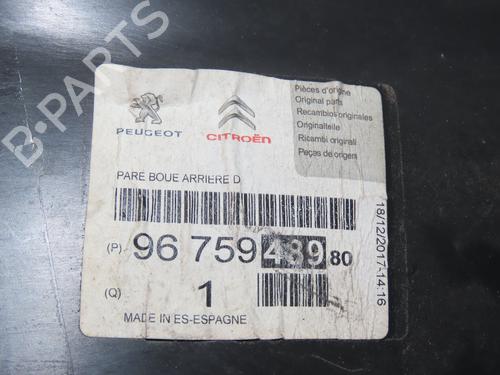 B-PARTS
PEUGEOT
CITROËN
Pièces d'origine
Original parts
Recambios originales
Originalteile
Ricambi originali
Peças de origem
PARE BOUE ARRIERE D
(P) 96 759 489 80
(Q) 1
MADE IN ES-ESPAGNE
18/12/2017-14:16